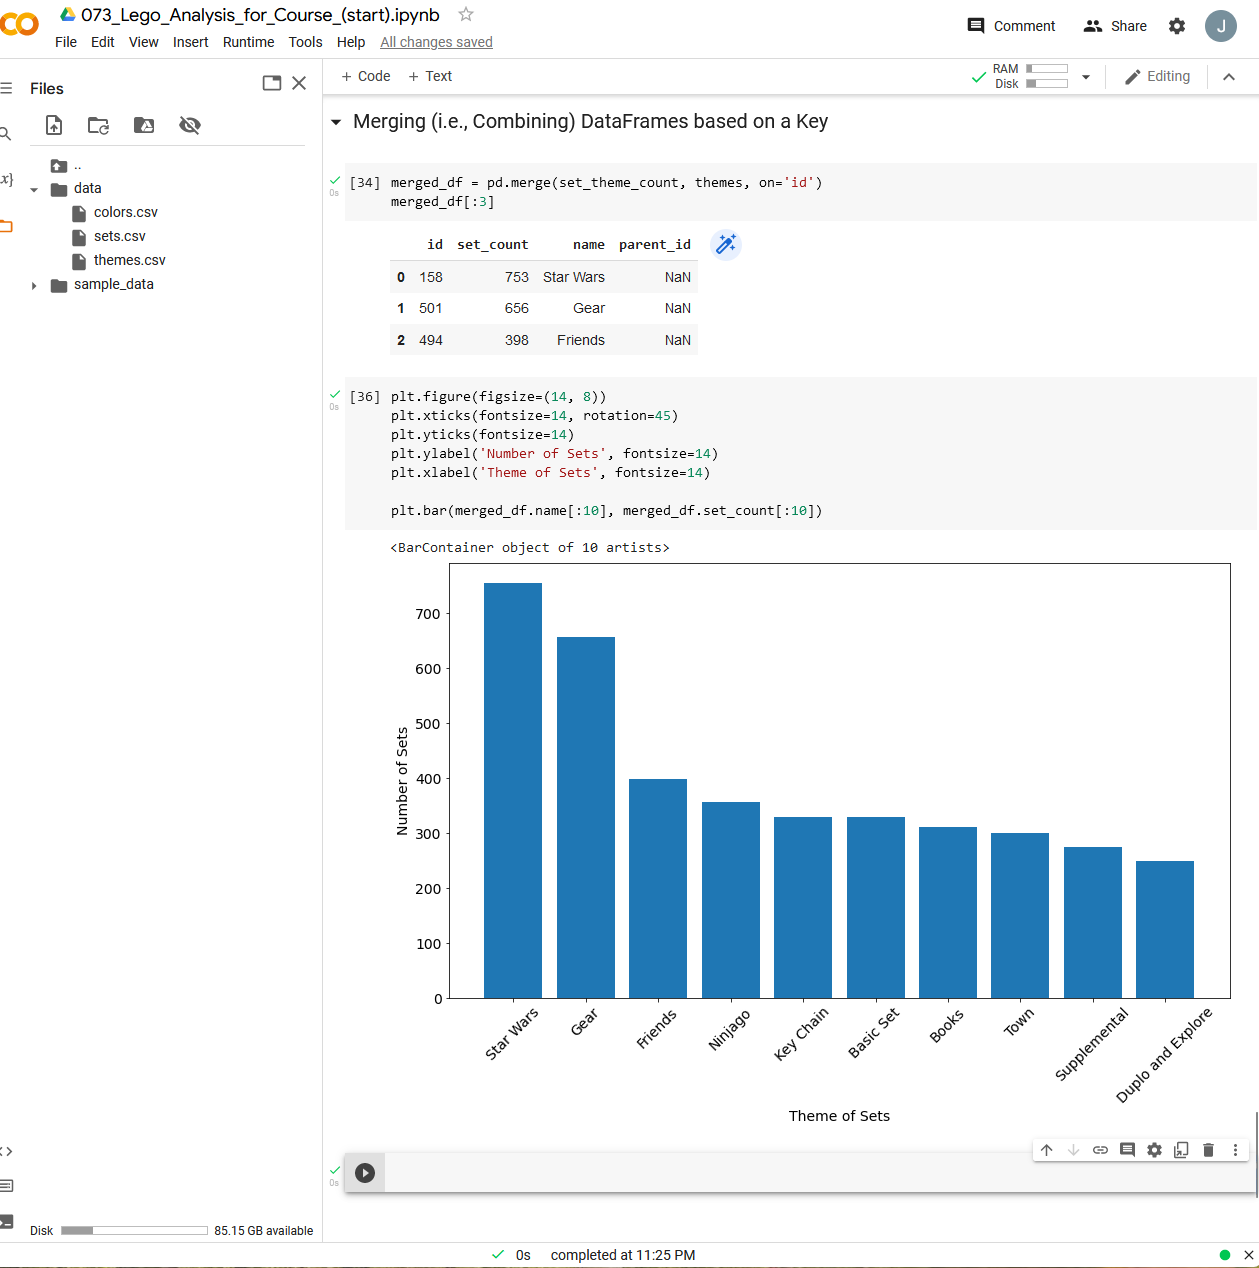 073_Lego_Analysis_for_Course_(start).ipynb
File Edit View Insert Runtime Tools Help All changes saved
Comment Share J
Files
+ Code + Text
RAM
Disk
Editing
..
data
colors.csv
sets.csv
themes.csv
sample_data
Merging (i.e., Combining) DataFrames based on a Key
0s
[34] merged_df = pd.merge(set_theme_count, themes, on='id')
merged_df[:3]
id set_count name parent_id
0 158 753 Star Wars NaN
1 501 656 Gear NaN
2 494 398 Friends NaN
0s
[36] plt.figure(figsize=(14, 8))
plt.xticks(fontsize=14, rotation=45)
plt.yticks(fontsize=14)
plt.ylabel('Number of Sets', fontsize=14)
plt.xlabel('Theme of Sets', fontsize=14)
plt.bar(merged_df.name[:10], merged_df.set_count[:10])
<BarContainer object of 10 artists>
700
600
500
400
300
200
100
0
Number of Sets
Star Wars
Gear
Friends
Ninjago
Key Chain
Basic Set
Books
Town
Supplemental
Duplo and Explore
Theme of Sets
0s
Disk 85.15 GB available
0s completed at 11:25 PM